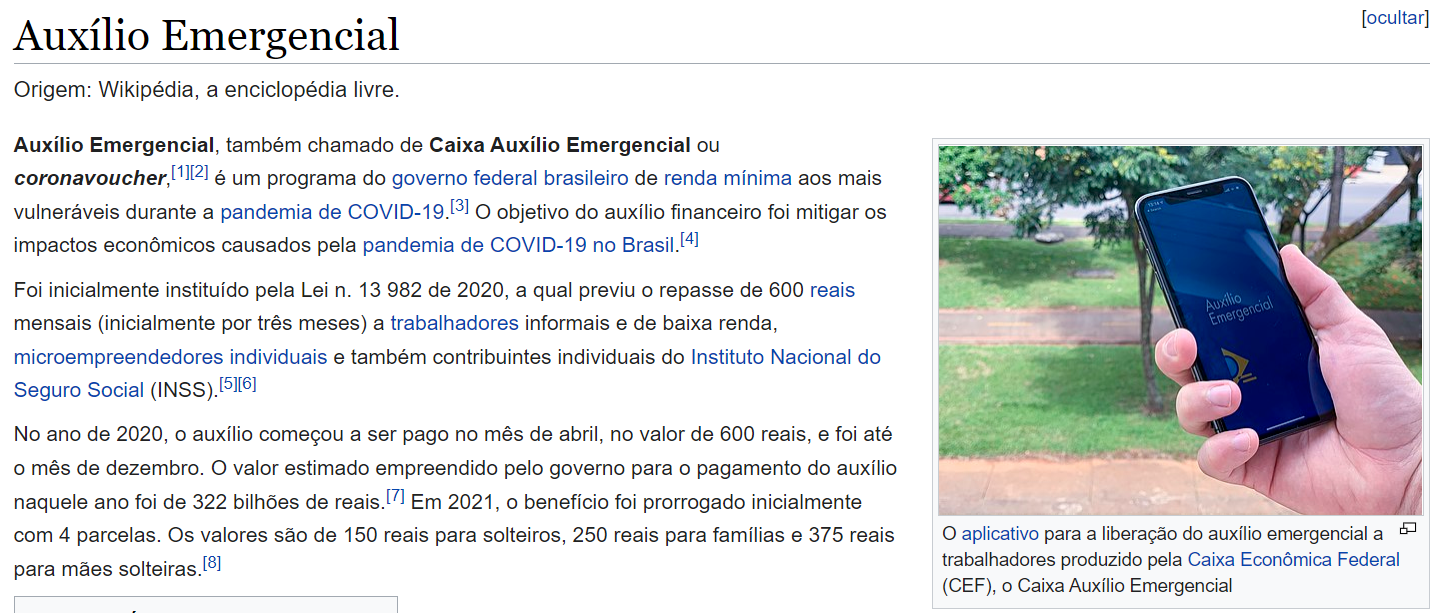 Auxílio Emergencial
[ocultar]
Origem: Wikipédia, a enciclopédia livre.
Auxílio Emergencial, também chamado de Caixa Auxílio Emergencial ou
coronavoucher,[1][2] é um programa do governo federal brasileiro de renda mínima aos mais
vulneráveis durante a pandemia de COVID-19.[3] O objetivo do auxílio financeiro foi mitigar os
impactos econômicos causados pela pandemia de COVID-19 no Brasil.[4]
Foi inicialmente instituído pela Lei n. 13 982 de 2020, a qual previu o repasse de 600 reais
mensais (inicialmente por três meses) a trabalhadores informais e de baixa renda,
microempreendedores individuais e também contribuintes individuais do Instituto Nacional do
Seguro Social (INSS).[5][6]
No ano de 2020, o auxílio começou a ser pago no mês de abril, no valor de 600 reais, e foi até
o mês de dezembro. O valor estimado empreendido pelo governo para o pagamento do auxílio
naquele ano foi de 322 bilhões de reais.[7] Em 2021, o benefício foi prorrogado inicialmente
com 4 parcelas. Os valores são de 150 reais para solteiros, 250 reais para famílias e 375 reais
para mães solteiras.[8]
Auxílio
Emergencial
O aplicativo para a liberação do auxílio emergencial a
trabalhadores produzido pela Caixa Econômica Federal
(CEF), o Caixa Auxílio Emergencial